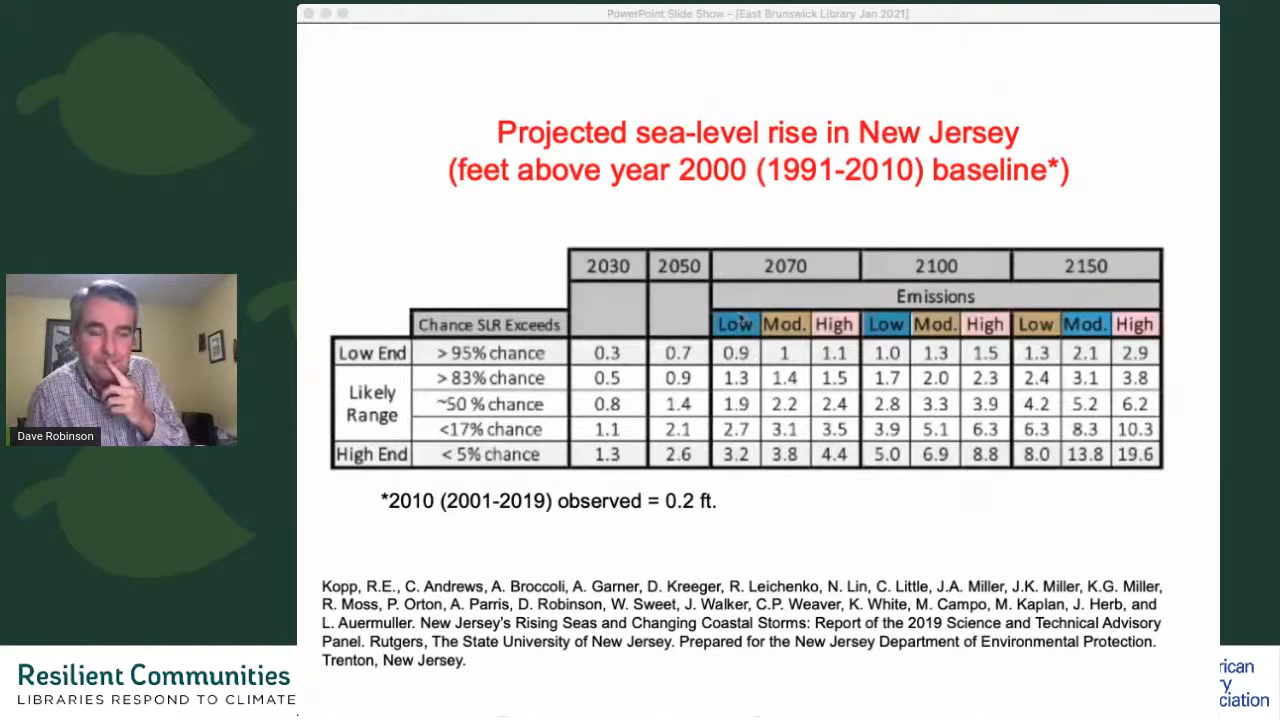 PowerPoint Slide Show - [East Brunswick Library Jan 2021]
Projected sea-level rise in New Jersey
(feet above year 2000 (1991-2010) baseline*)
2030 2050 2070 2100 2150
Emissions
Chance SLR Exceeds Low Mod. High Low Mod. High Low Mod. High
Low End > 95% chance 0.3 0.7 0.9 1 1.1 1.0 1.3 1.5 1.3 2.1 2.9
> 83% chance 0.5 0.9 1.3 1.4 1.5 1.7 2.0 2.3 2.4 3.1 3.8
Likely Range ~50 % chance 0.8 1.4 1.9 2.2 2.4 2.8 3.3 3.9 4.2 5.2 6.2
<17% chance 1.1 2.1 2.7 3.1 3.5 3.9 5.1 6.3 6.3 8.3 10.3
High End < 5% chance 1.3 2.6 3.2 3.8 4.4 5.0 6.9 8.8 8.0 13.8 19.6
*2010 (2001-2019) observed = 0.2 ft.
Kopp, R.E., C. Andrews, A. Broccoli, A. Garner, D. Kreeger, R. Leichenko, N. Lin, C. Little, J.A. Miller, J.K. Miller, K.G. Miller,
R. Moss, P. Orton, A. Parris, D. Robinson, W. Sweet, J. Walker, C.P. Weaver, K. White, M. Campo, M. Kaplan, J. Herb, and
L. Auermuller. New Jersey's Rising Seas and Changing Coastal Storms: Report of the 2019 Science and Technical Advisory
Panel. Rutgers, The State University of New Jersey. Prepared for the New Jersey Department of Environmental Protection.
Trenton, New Jersey.
Dave Robinson
Resilient Communities
LIBRARIES RESPOND TO CLIMATE
rican
ry
ciation